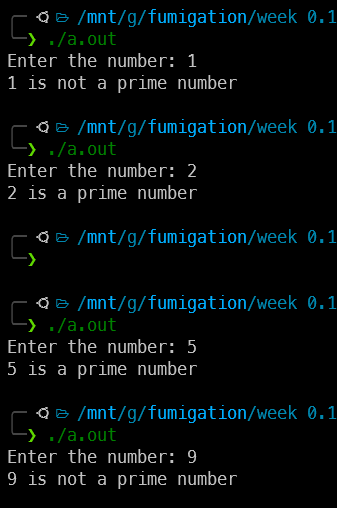 /mnt/g/fumigation/week 0.1
❯ ./a.out
Enter the number: 1
1 is not a prime number
/mnt/g/fumigation/week 0.1
❯ ./a.out
Enter the number: 2
2 is a prime number
/mnt/g/fumigation/week 0.1
❯
/mnt/g/fumigation/week 0.1
❯ ./a.out
Enter the number: 5
5 is a prime number
/mnt/g/fumigation/week 0.1
❯ ./a.out
Enter the number: 9
9 is not a prime number